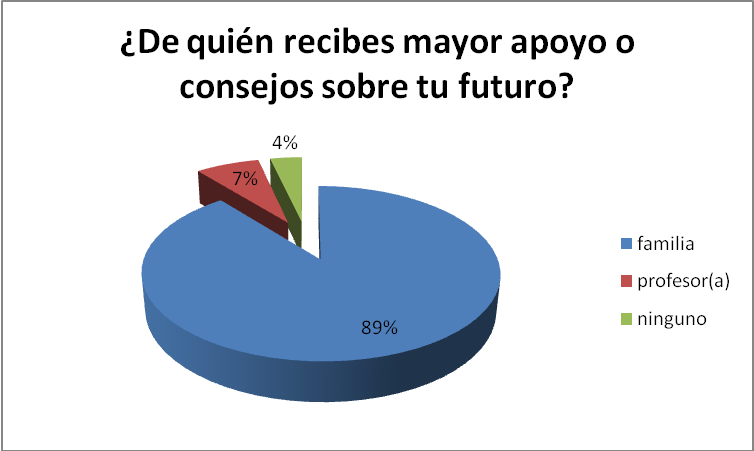 ¿De quién recibes mayor apoyo o
consejos sobre tu futuro?
4%
7%
89%
familia
profesor(a)
ninguno